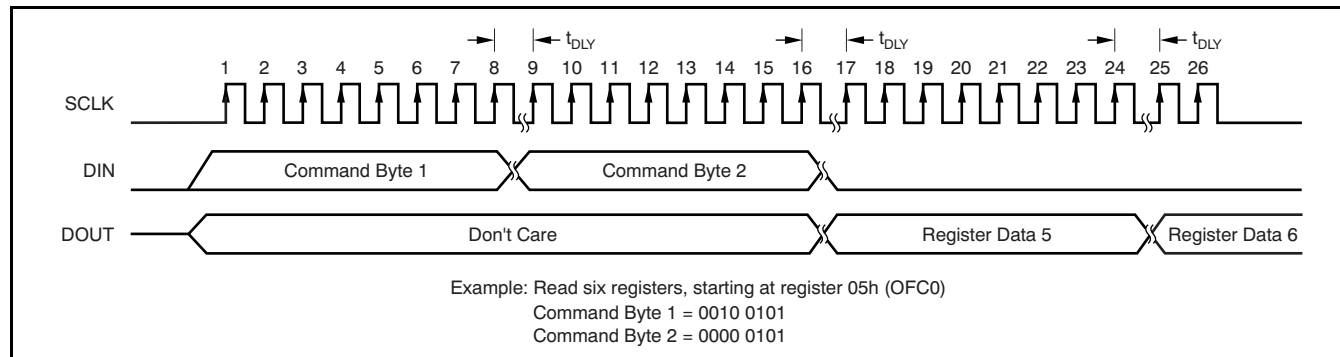 t_DLY t_DLY t_DLY
1 2 3 4 5 6 7 8 9 10 11 12 13 14 15 16 17 18 19 20 21 22 23 24 25 26
SCLK
DIN Command Byte 1 Command Byte 2
DOUT Don't Care Register Data 5 Register Data 6
Example: Read six registers, starting at register 05h (OFC0)
Command Byte 1 = 0010 0101
Command Byte 2 = 0000 0101